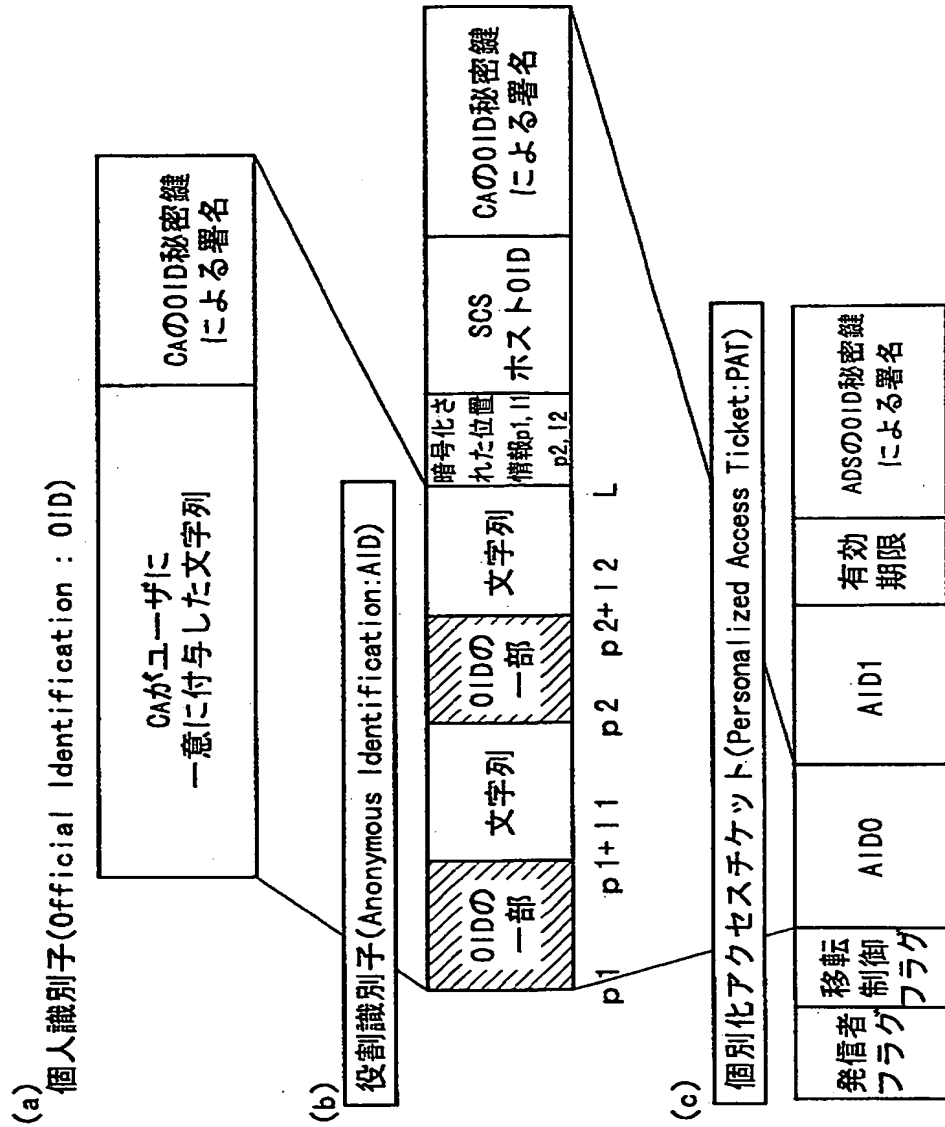 (a)
個人識別子(Official Identification : OID)
CAがユーザに
一意に付与した文字列
CAのOID秘密鍵
による署名
(b)
役割識別子(Anonymous Identification:AID)
OIDの
一部
文字列
OIDの
一部
文字列
暗号化さ
れた位置
情報p1, l1
p2, l2
SCS
ホストOID
CAのOID秘密鍵
による署名
p1 p1+l1 p2 p2+l2 L
(c)
個別化アクセスチケット(Personalized Access Ticket:PAT)
発信者
フラグ
移転
制御
フラグ
AID0
AID1
有効
期限
ADSのOID秘密鍵
による署名